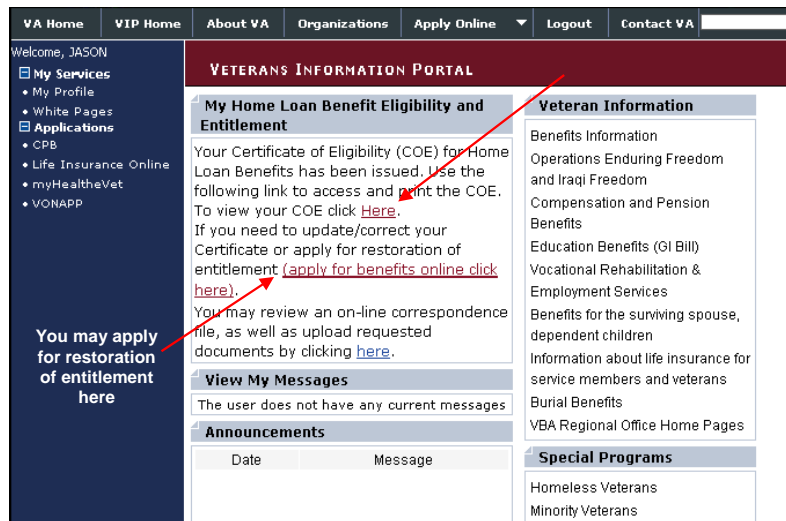 VA Home VIP Home About VA Organizations Apply Online Logout Contact VA
Welcome, JASON
My Services
• My Profile
• White Pages
Applications
• CPB
• Life Insurance Online
• myHealtheVet
• VONAPP
You may apply
for restoration
of entitlement
here
VETERANS INFORMATION PORTAL
My Home Loan Benefit Eligibility and
Entitlement
Your Certificate of Eligibility (COE) for Home
Loan Benefits has been issued. Use the
following link to access and print the COE.
To view your COE click Here.
If you need to update/correct your
Certificate or apply for restoration of
entitlement (apply for benefits online click
here).
You may review an on-line correspondence
file, as well as upload requested
documents by clicking here.
View My Messages
The user does not have any current messages
Announcements
Date Message
Veteran Information
Benefits Information
Operations Enduring Freedom
and Iraqi Freedom
Compensation and Pension
Benefits
Education Benefits (GI Bill)
Vocational Rehabilitation &
Employment Services
Benefits for the surviving spouse,
dependent children
Information about life insurance for
service members and veterans
Burial Benefits
VBA Regional Office Home Pages
Special Programs
Homeless Veterans
Minority Veterans